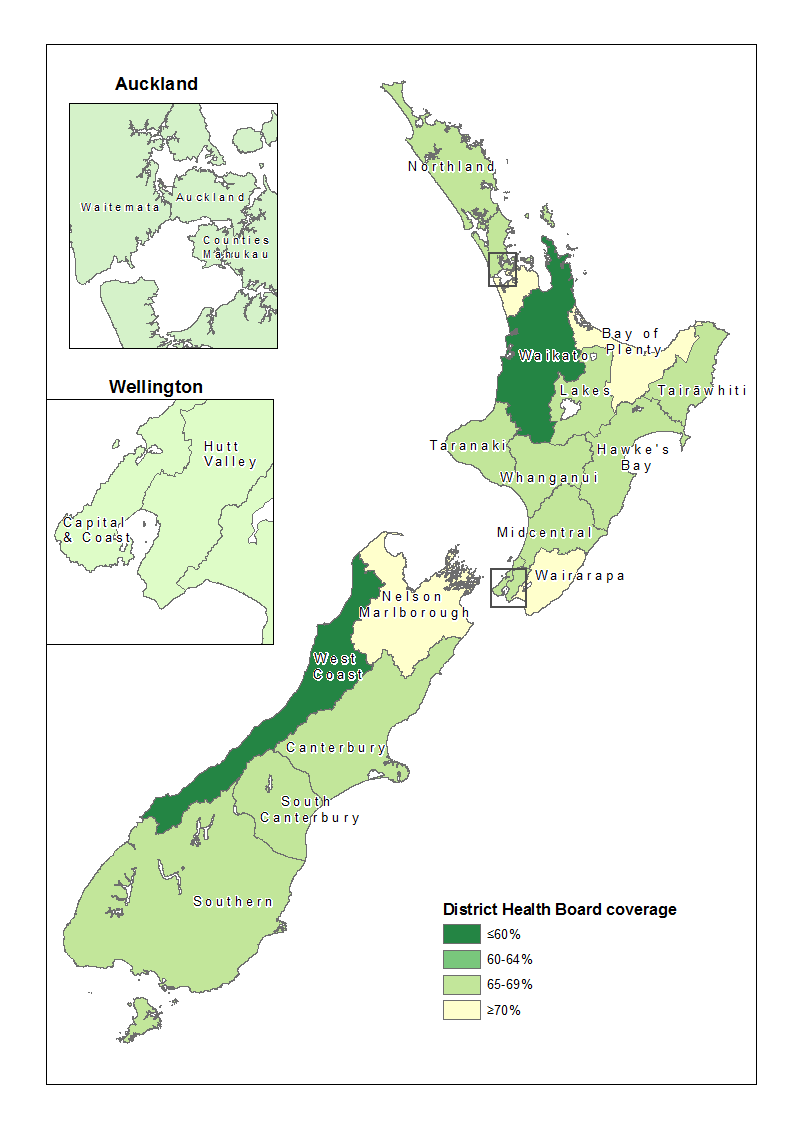 Auckland
Waitemata
Auckland
Counties
Manukau
Wellington
Hutt
Valley
Capital
& Coast
Northland
Waikato
Bay of
Plenty
Lakes
Tairāwhiti
Taranaki
Hawke's
Bay
Whanganui
Midcentral
Wairarapa
Nelson
Marlborough
West
Coast
Canterbury
South
Canterbury
Southern
District Health Board coverage
≤60%
60-64%
65-69%
≥70%